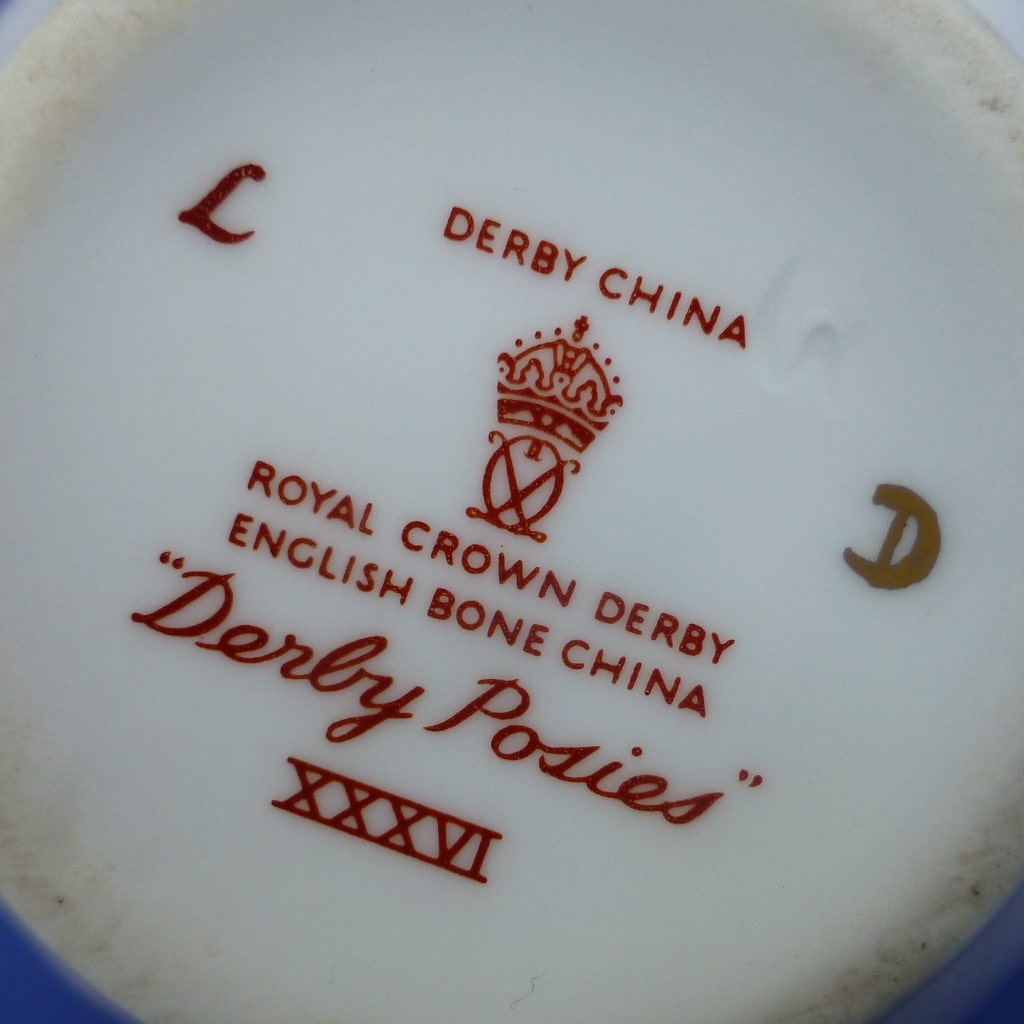 L
DERBY CHINA
D
ROYAL CROWN DERBY
ENGLISH BONE CHINA
"Derby Posies"
XXXVI